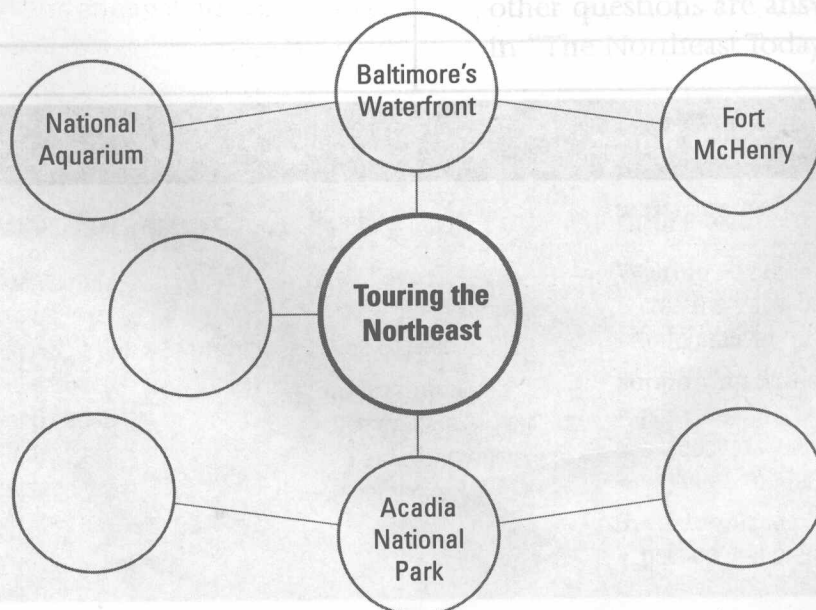 other questions are
in "The Northeast Today
Baltimore's
Waterfront
National
Aquarium
Fort
McHenry
Touring the
Northeast
Acadia
National
Park